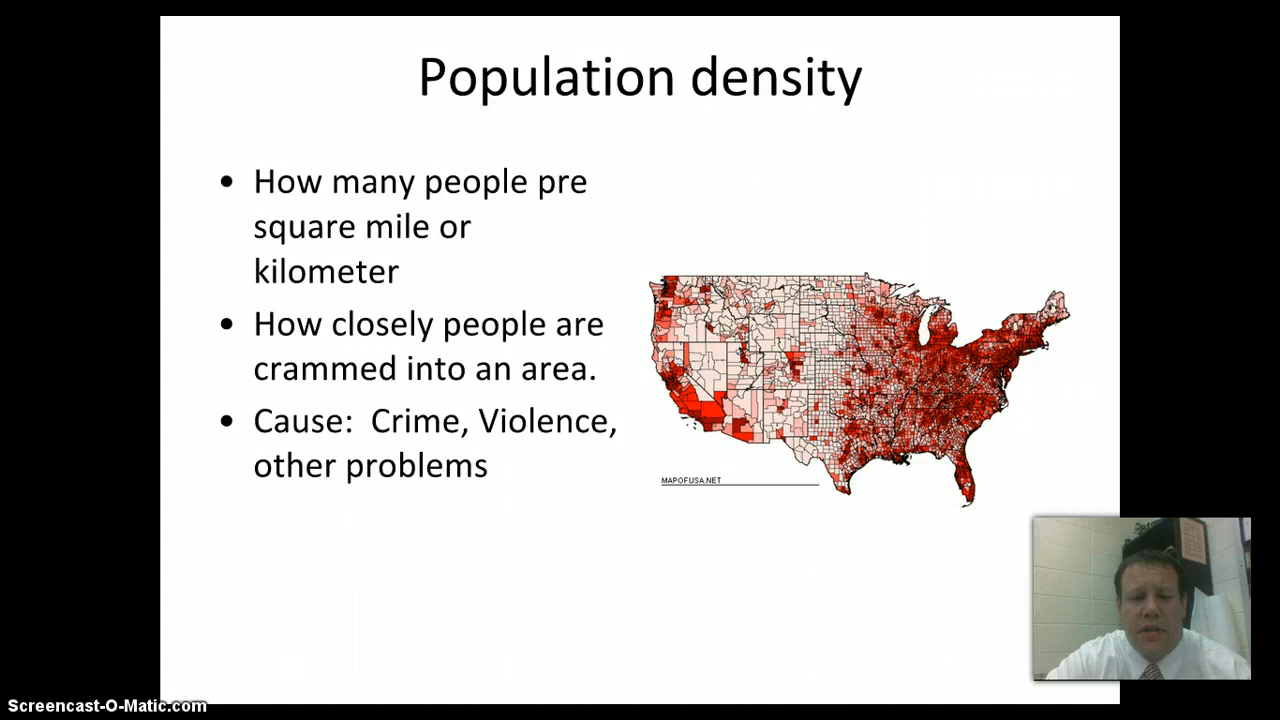 Population density
• How many people pre
square mile or
kilometer
• How closely people are
crammed into an area.
• Cause:  Crime, Violence,
other problems
MAPOFUSA.NET
Screencast-O-Matic.com